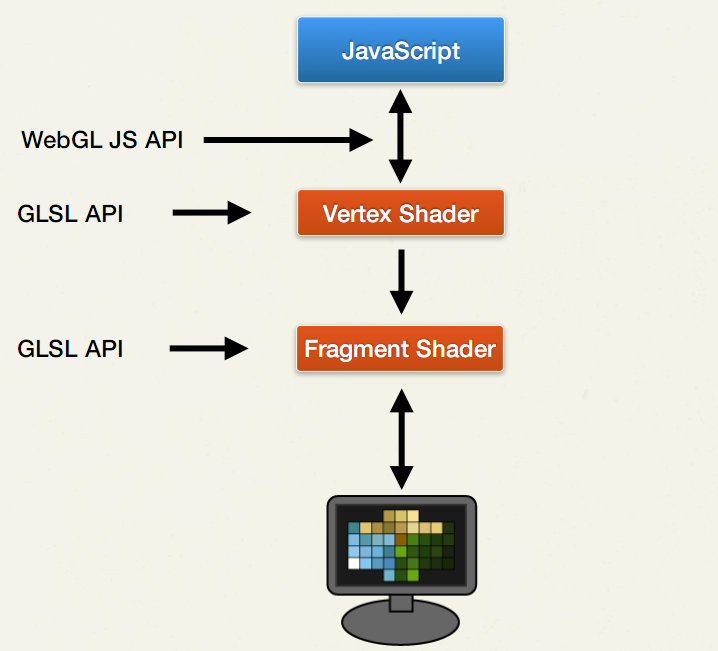 JavaScript
WebGL JS API
GLSL API
Vertex Shader
GLSL API
Fragment Shader